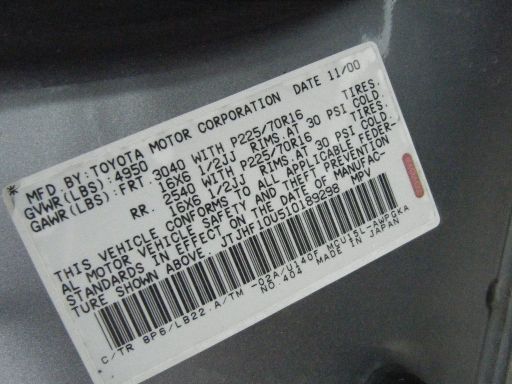 MFD. BY: TOYOTA MOTOR CORPORATION DATE 11/00
GVWR(LBS): 4950
GAWR(LBS): FRT. 3040 WITH P225/70R16 TIRES.
16X6 1/2JJ RIMS. AT 30 PSI COLD.
RR. 2540 WITH P225/70R16 TIRES.
16X6 1/2JJ RIMS. AT 30 PSI COLD.
THIS VEHICLE CONFORMS TO ALL APPLICABLE FEDER-
AL MOTOR VEHICLE SAFETY AND THEFT PREVENTION
STANDARDS IN EFFECT ON THE DATE OF MANUFAC-
TURE SHOWN ABOVE. JTJHF10U510189298 MPV
C/TR 8P6/LB22. A/TM -02A/U140F MCU15L-AWPGKA
NO. 404 MADE IN JAPAN